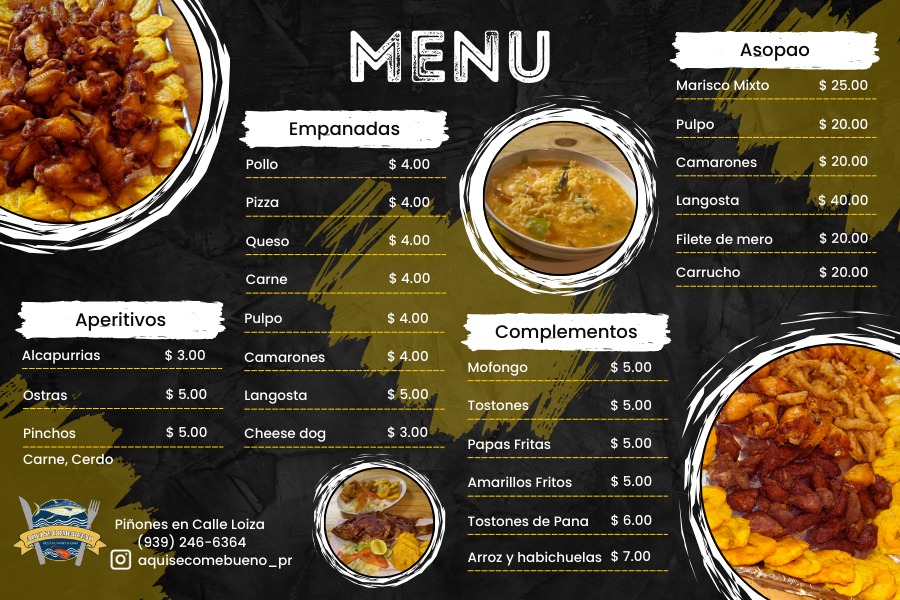 MENU
Aperitivos
Alcapurrias $ 3.00
Ostras $ 5.00
Pinchos $ 5.00
Carne, Cerdo
Empanadas
Pollo $ 4.00
Pizza $ 4.00
Queso $ 4.00
Carne $ 4.00
Pulpo $ 4.00
Camarones $ 4.00
Langosta $ 5.00
Cheese dog $ 3.00
Complementos
Mofongo $ 5.00
Tostones $ 5.00
Papas Fritas $ 5.00
Amarillos Fritos $ 5.00
Tostones de Pana $ 6.00
Arroz y habichuelas $ 7.00
Asopao
Marisco Mixto $ 25.00
Pulpo $ 20.00
Camarones $ 20.00
Langosta $ 40.00
Filete de mero $ 20.00
Carrucho $ 20.00
AQUI SE COME BUENO
Piñones en Calle Loiza
(939) 246-6364
aquisecomebueno_pr